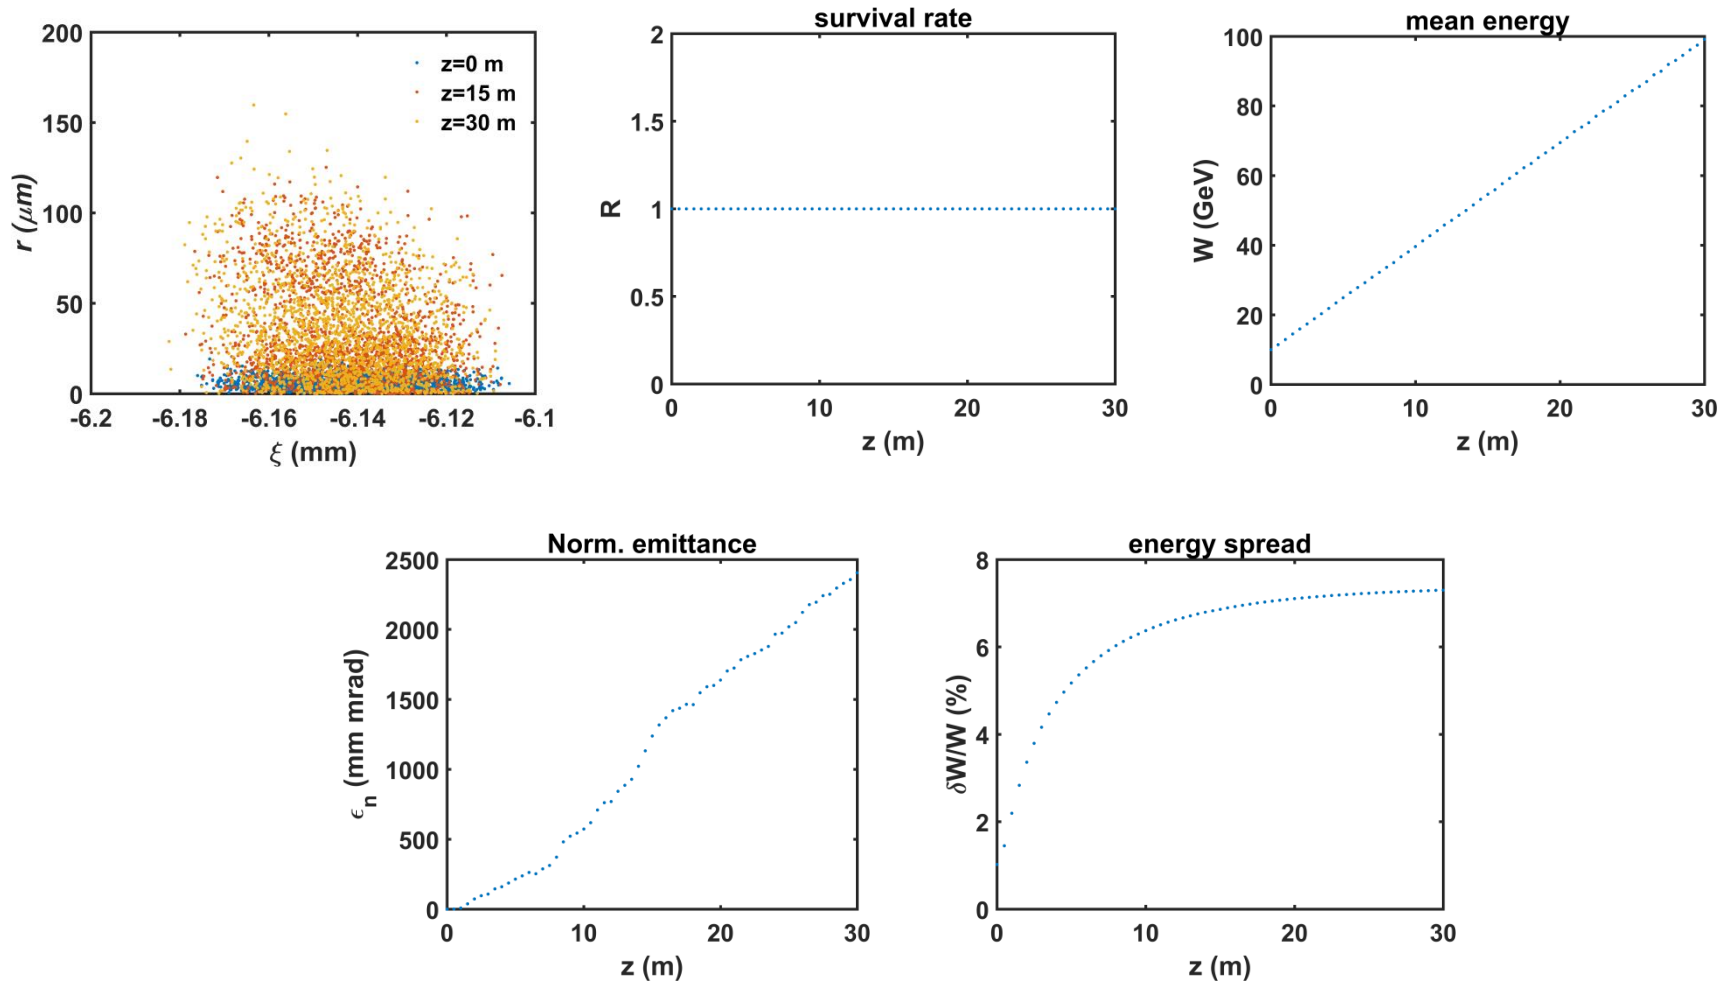 200
150
100
50
0
r (μm)
z=0 m
z=15 m
z=30 m
-6.2
-6.18
-6.16
-6.14
-6.12
-6.1
ξ (mm)
survival rate
2
1.5
1
0.5
0
R
0
10
20
30
z (m)
mean energy
100
80
60
40
20
0
W (GeV)
0
10
20
30
z (m)
Norm. emittance
2500
2000
1500
1000
500
0
ϵn (mm mrad)
0
10
20
30
z (m)
energy spread
8
6
4
2
0
δW/W (%)
0
10
20
30
z (m)